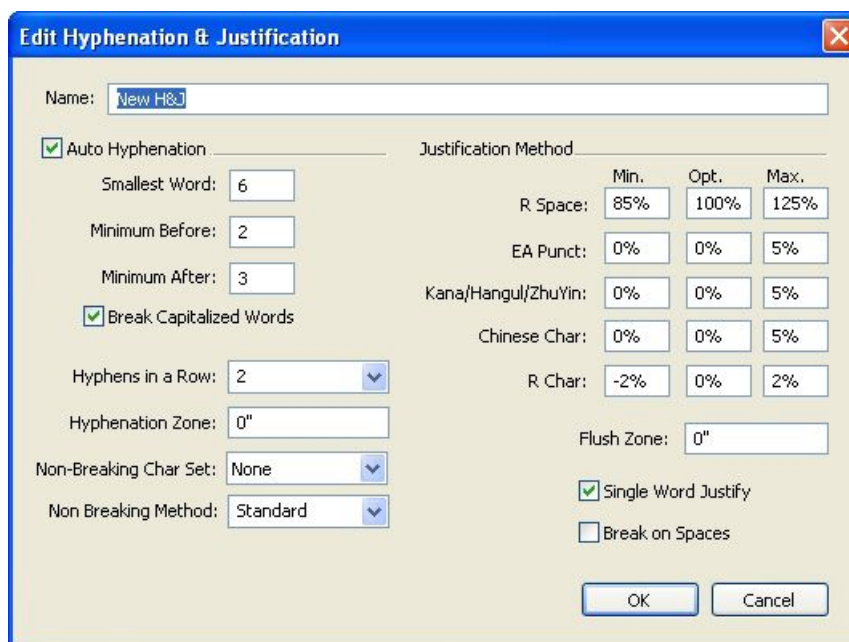 Edit Hyphenation & Justification
Name: New H&J
Auto Hyphenation
Smallest Word: 6
Minimum Before: 2
Minimum After: 3
Break Capitalized Words
Hyphens in a Row: 2
Hyphenation Zone: 0"
Non-Breaking Char Set: None
Non Breaking Method: Standard
Justification Method
Min. Opt. Max.
R Space: 85% 100% 125%
EA Punct: 0% 0% 5%
Kana/Hangul/ZhuYin: 0% 0% 5%
Chinese Char: 0% 0% 5%
R Char: -2% 0% 2%
Flush Zone: 0"
Single Word Justify
Break on Spaces
OK Cancel